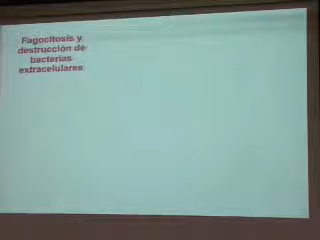 Fagocitosis y
destrucción de
bacterias
extracelulares